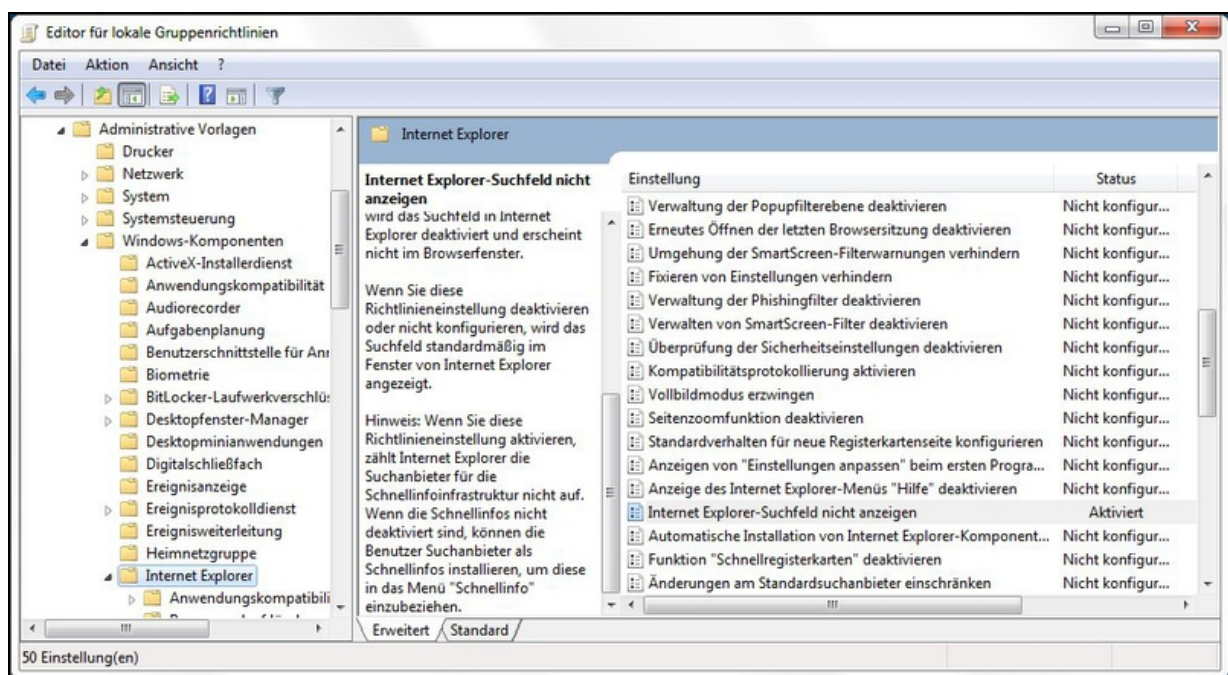 Editor für lokale Gruppenrichtlinien
Datei Aktion Ansicht ?
Administrative Vorlagen
Drucker
Netzwerk
System
Systemsteuerung
Windows-Komponenten
ActiveX-Installerdienst
Anwendungskompatibilität
Audiorecorder
Aufgabenplanung
Benutzerschnittstelle für Anr
Biometrie
BitLocker-Laufwerkverschlüs
Desktopfenster-Manager
Desktopminianwendungen
Digitalschließfach
Ereignisanzeige
Ereignisprotokolldienst
Ereignisweiterleitung
Heimnetzgruppe
Internet Explorer
Anwendungskompatibili
Internet Explorer
Internet Explorer-Suchfeld nicht
anzeigen
wird das Suchfeld in Internet
Explorer deaktiviert und erscheint
nicht im Browserfenster.
Wenn Sie diese
Richtlinieneinstellung deaktivieren
oder nicht konfigurieren, wird das
Suchfeld standardmäßig im
Fenster von Internet Explorer
angezeigt.
Hinweis: Wenn Sie diese
Richtlinieneinstellung aktivieren,
zählt Internet Explorer die
Suchanbieter für die
Schnellinfoinfrastruktur nicht auf.
Wenn die Schnellinfos nicht
deaktiviert sind, können die
Benutzer Suchanbieter als
Schnellinfos installieren, um diese
in das Menü "Schnellinfo"
einzubeziehen.
Einstellung Status
Verwaltung der Popupfilterebene deaktivieren Nicht konfigur...
Erneutes Öffnen der letzten Browsersitzung deaktivieren Nicht konfigur...
Umgehung der SmartScreen-Filterwarnungen verhindern Nicht konfigur...
Fixieren von Einstellungen verhindern Nicht konfigur...
Verwaltung der Phishingfilter deaktivieren Nicht konfigur...
Verwalten von SmartScreen-Filter deaktivieren Nicht konfigur...
Überprüfung der Sicherheitseinstellungen deaktivieren Nicht konfigur...
Kompatibilitätsprotokollierung aktivieren Nicht konfigur...
Vollbildmodus erzwingen Nicht konfigur...
Seitenzoomfunktion deaktivieren Nicht konfigur...
Standardverhalten für neue Registerkartenseite konfigurieren Nicht konfigur...
Anzeigen von "Einstellungen anpassen" beim ersten Progra... Nicht konfigur...
Anzeige des Internet Explorer-Menüs "Hilfe" deaktivieren Nicht konfigur...
Internet Explorer-Suchfeld nicht anzeigen Aktiviert
Automatische Installation von Internet Explorer-Komponent... Nicht konfigur...
Funktion "Schnellregisterkarten" deaktivieren Nicht konfigur...
Änderungen am Standardsuchanbieter einschränken Nicht konfigur...
Erweitert Standard
50 Einstellung(en)